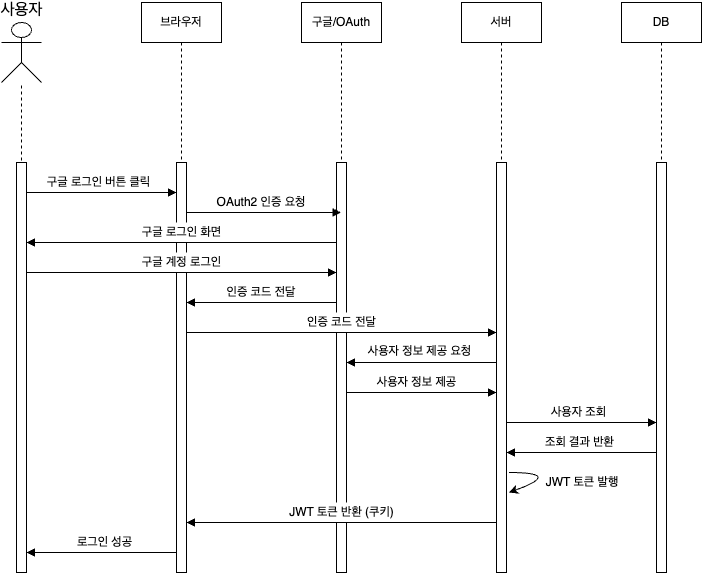 사용자
브라우저
구글/OAuth
서버
DB
구글 로그인 버튼 클릭
OAuth2 인증 요청
구글 로그인 화면
구글 계정 로그인
인증 코드 전달
인증 코드 전달
사용자 정보 제공 요청
사용자 정보 제공
사용자 조회
조회 결과 반환
JWT 토큰 발행
JWT 토큰 반환 (쿠키)
로그인 성공